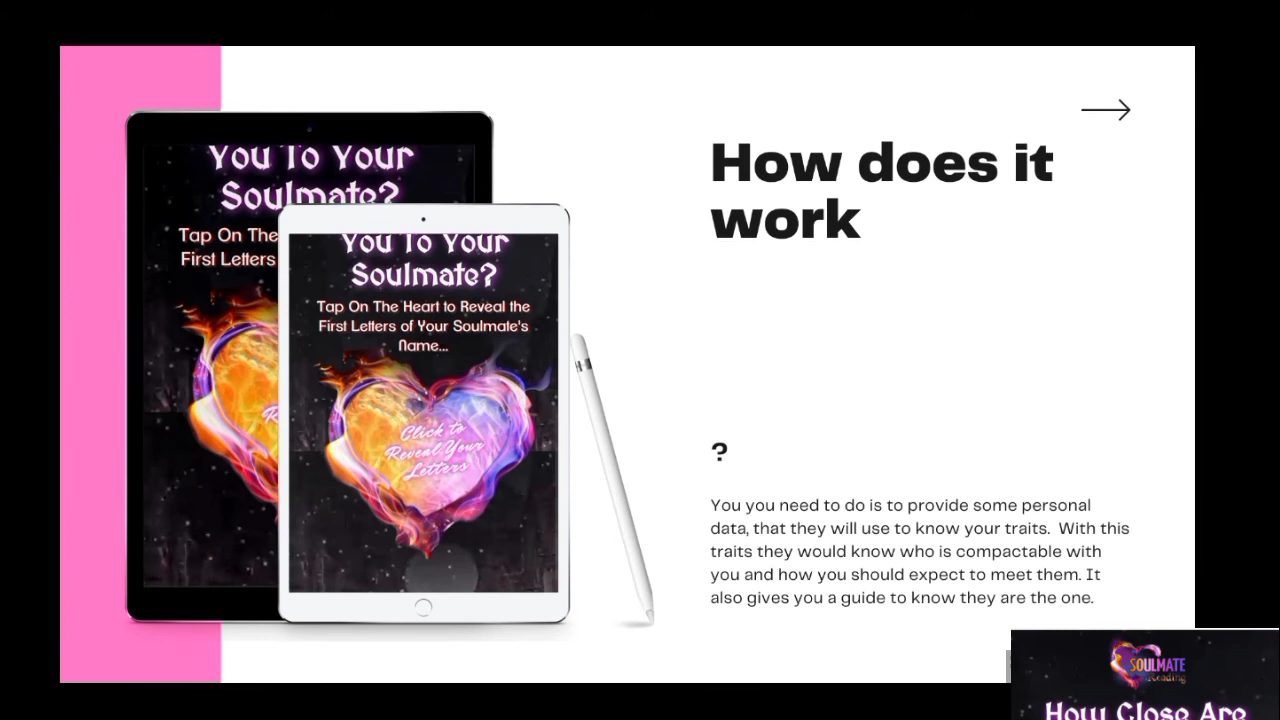 You To Your
Soulmate?
Tap On The
First Letters
You To Your
Soulmate?
Tap On The Heart to Reveal the
First Letters of Your Soulmate's
Name...
Click to
Reveal Your
Letters
How does it
work
?
You you need to do is to provide some personal
data, that they will use to know your traits. With this
traits they would know who is compactable with
you and how you should expect to meet them. It
also gives you a guide to know they are the one.
SOULMATE
Reading
How Close Are